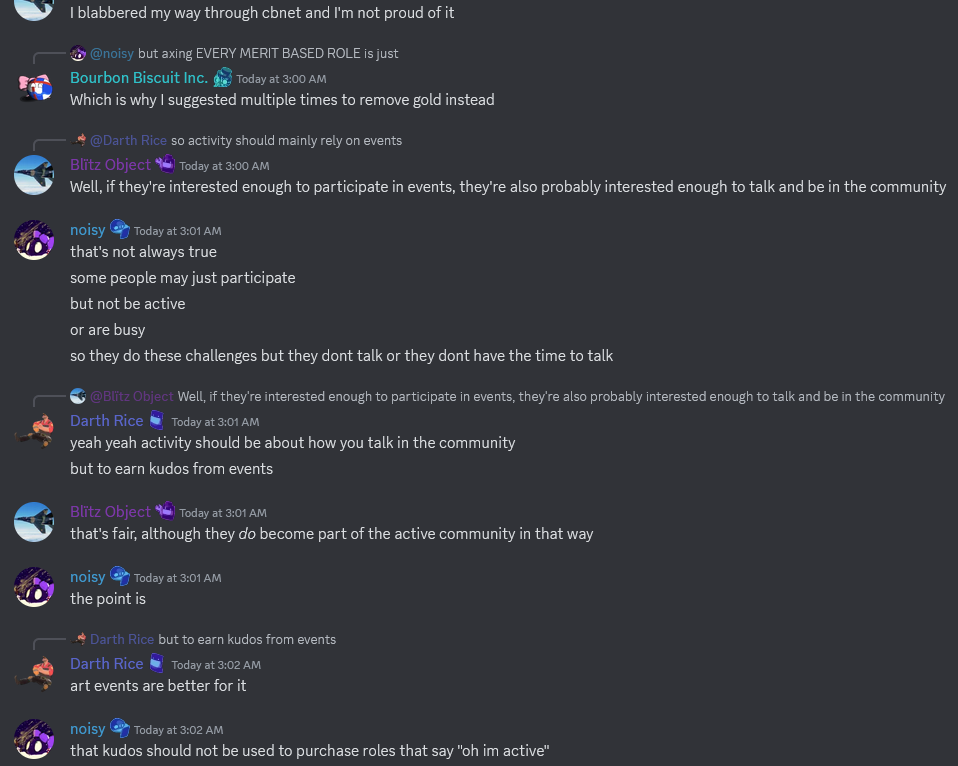 I blabbered my way through cbnet and I'm not proud of it
@noisy but axing EVERY MERIT BASED ROLE is just
Bourbon Biscuit Inc. Today at 3:00 AM
Which is why I suggested multiple times to remove gold instead
@Darth Rice so activity should mainly rely on events
Blïtz Object Today at 3:00 AM
Well, if they're interested enough to participate in events, they're also probably interested enough to talk and be in the community
noisy Today at 3:01 AM
that's not always true
some people may just participate
but not be active
or are busy
so they do these challenges but they dont talk or they dont have the time to talk
@Blïtz Object Well, if they're interested enough to participate in events, they're also probably interested enough to talk and be in the community
Darth Rice Today at 3:01 AM
yeah yeah activity should be about how you talk in the community
but to earn kudos from events
Blïtz Object Today at 3:01 AM
that's fair, although they do become part of the active community in that way
noisy Today at 3:01 AM
the point is
Darth Rice but to earn kudos from events
Darth Rice Today at 3:02 AM
art events are better for it
noisy Today at 3:02 AM
that kudos should not be used to purchase roles that say "oh im active"